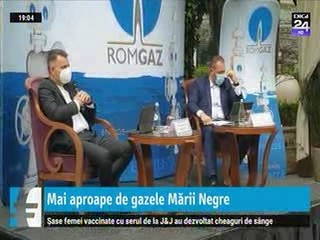 19:04
DIGI
24
HD
ROMGAZ
ROMGAZ
Mai aproape de gazele Mării Negre
Șase femei vaccinate cu serul de la J&J au dezvoltat cheaguri de sânge